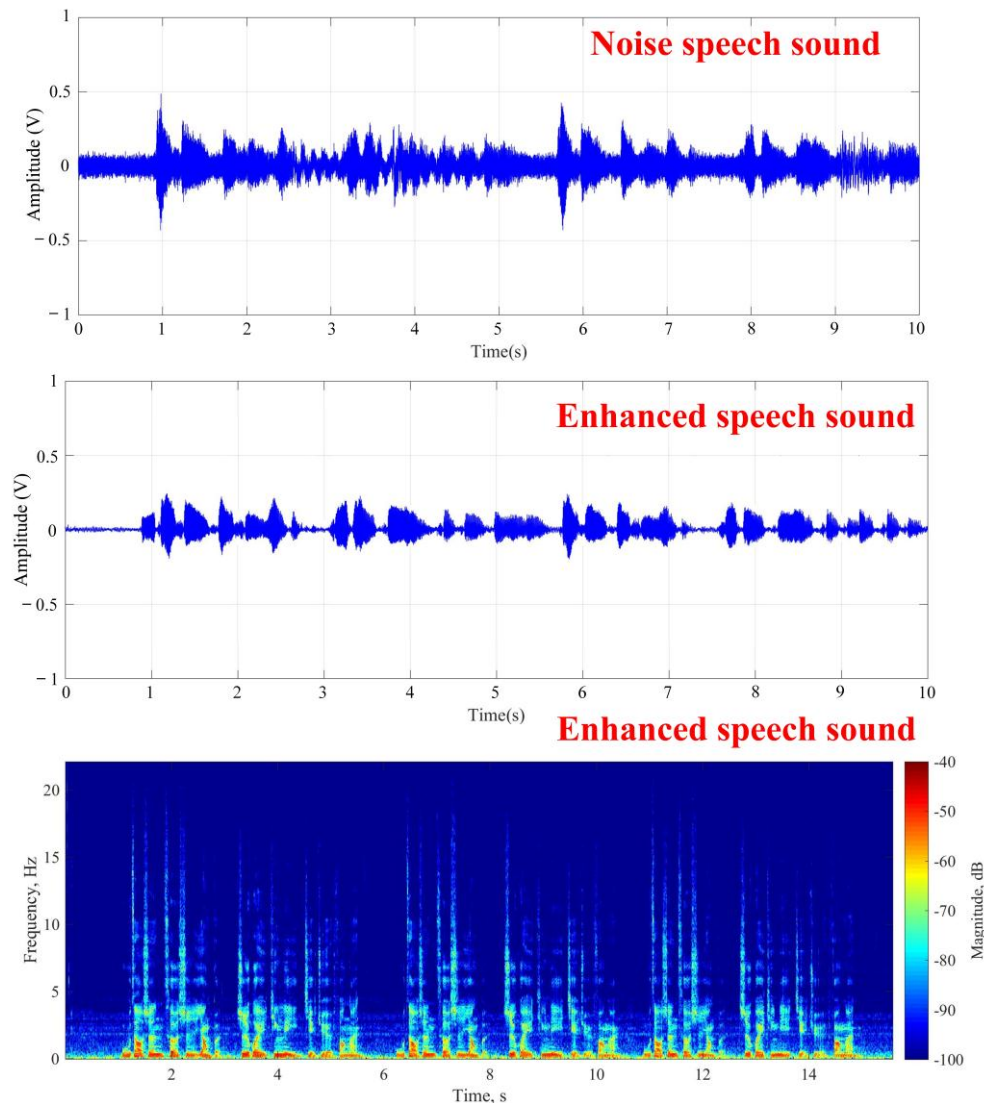 Noise speech sound
1
0.5
0
− 0.5
− 1
Amplitude (V)
0 1 2 3 4 5 6 7 8 9 10
Time(s)
Enhanced speech sound
1
0.5
0
− 0.5
− 1
Amplitude (V)
0 1 2 3 4 5 6 7 8 9 10
Time(s)
Enhanced speech sound
20
15
10
5
0
Frequency, Hz
2 4 6 8 10 12 14
Time, s
-40
-50
-60
-70
-80
-90
-100
Magnitude, dB